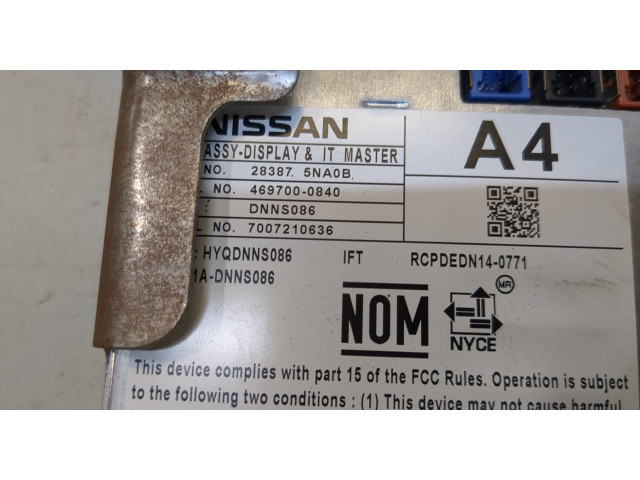 NISSAN
A4
ASSY-DISPLAY & IT MASTER
NO. 28387 5NA0B
NO. 469700-0840
: DNNS086
NO. 7007210636
: HYQDNNS086 IFT RCPDEDN14-0771
1A-DNNS086
MR
NOM
NYCE
This device complies with part 15 of the FCC Rules. Operation is subject
to the following two conditions : (1) This device may not cause harmful